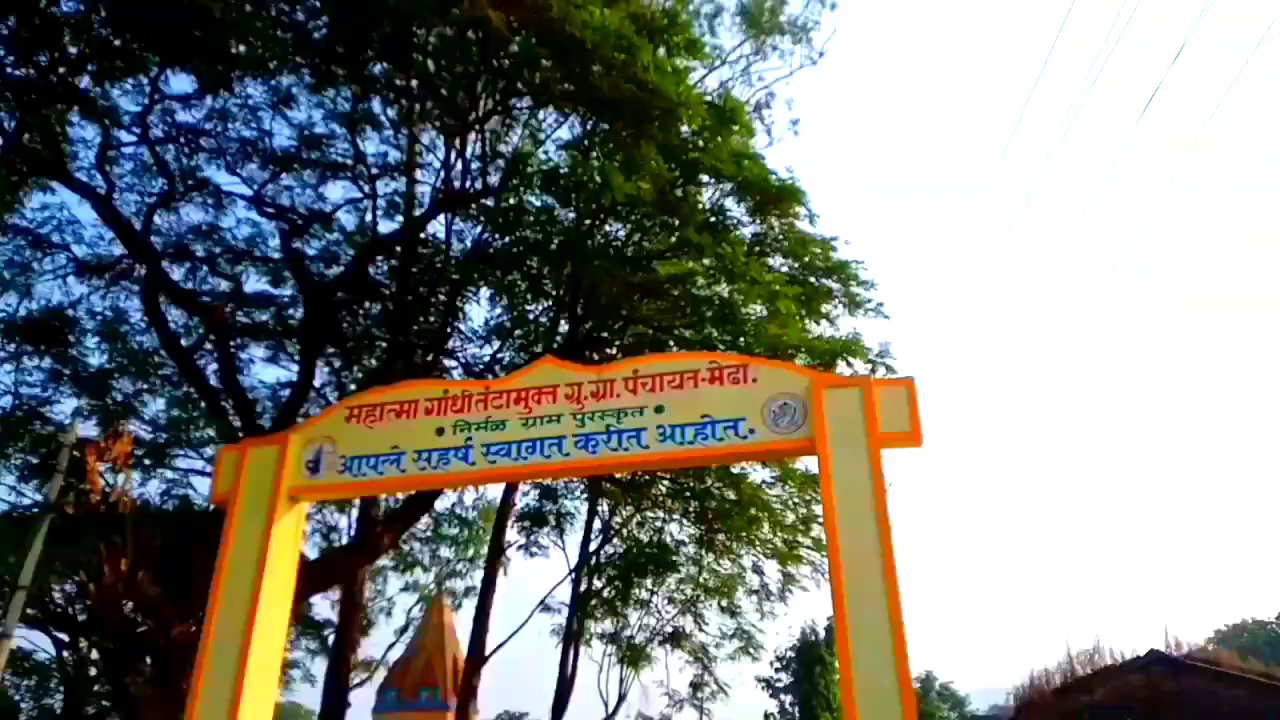 महात्मा गांधी तंटामुक्त ग्रु.ग्रा.पंचायत-मेढा.
• निर्मळ ग्राम पुरस्कृत •
आपले सहर्ष स्वागत करीत आहोत.